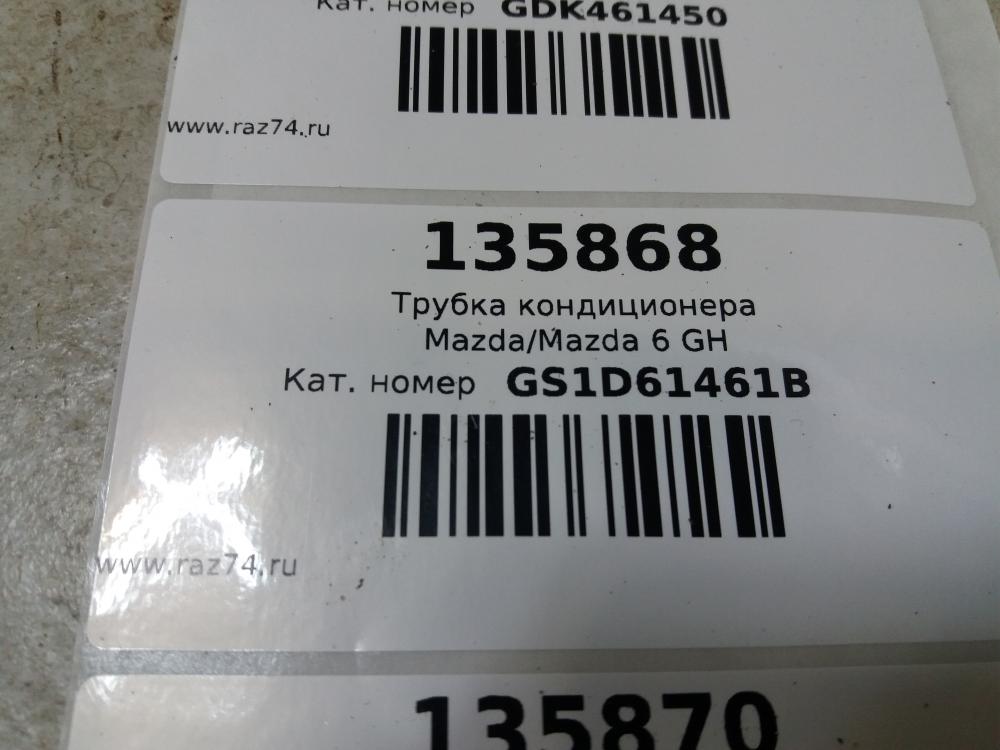 Кат. номер GDK461450
www.raz74.ru
135868
Трубка кондиционера
Mazda/Mazda 6 GH
Кат. номер GS1D61461B
www.raz74.ru
135870